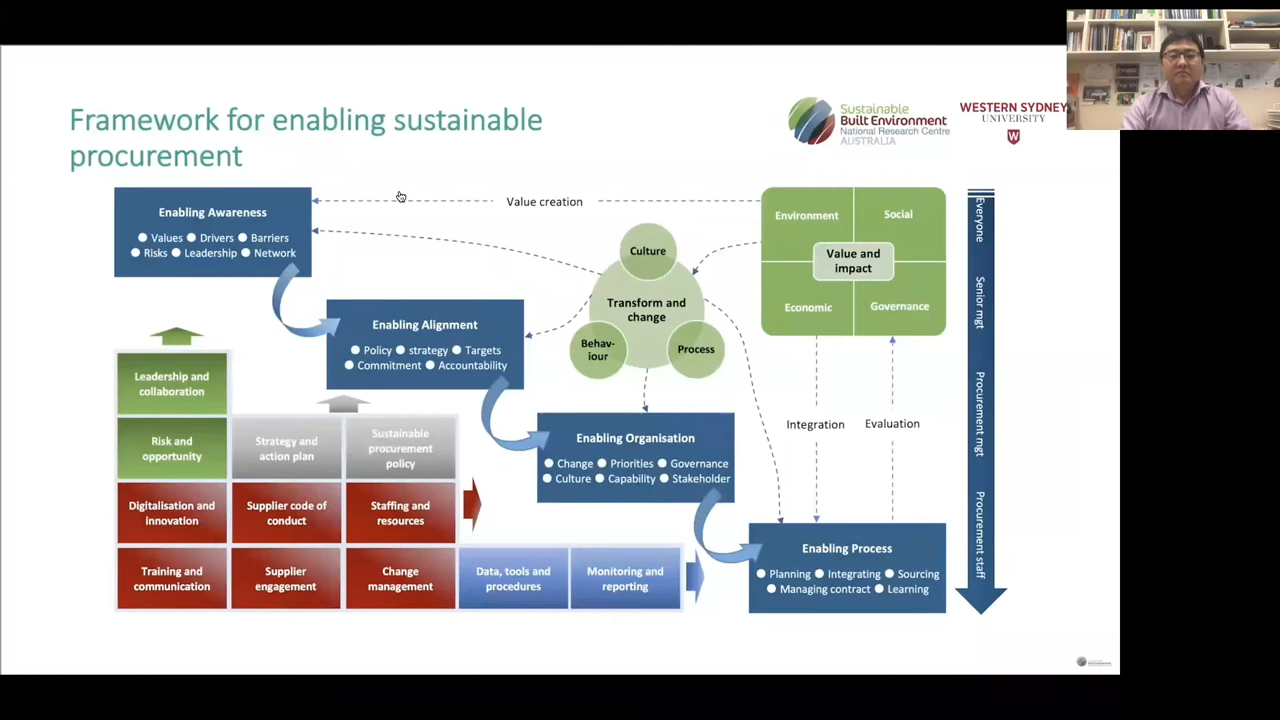 Framework for enabling sustainable
procurement
Sustainable
Built Environment
National Research Centre
AUSTRALIA
WESTERN SYDNEY
UNIVERSITY
W
Enabling Awareness
Values Drivers Barriers
Risks Leadership Network
Value creation
Environment
Social
Value and
impact
Economic
Governance
Culture
Transform and
change
Behav-
iour
Process
Enabling Alignment
Policy strategy Targets
Commitment Accountability
Enabling Organisation
Change Priorities Governance
Culture Capability Stakeholder
Integration
Evaluation
Enabling Process
Planning Integrating Sourcing
Managing contract Learning
Everyone
Senior mgt
Procurement mgt
Procurement staff
Leadership and
collaboration
Risk and
opportunity
Strategy and
action plan
Sustainable
procurement
policy
Digitalisation and
innovation
Supplier code of
conduct
Staffing and
resources
Training and
communication
Supplier
engagement
Change
management
Data, tools and
procedures
Monitoring and
reporting